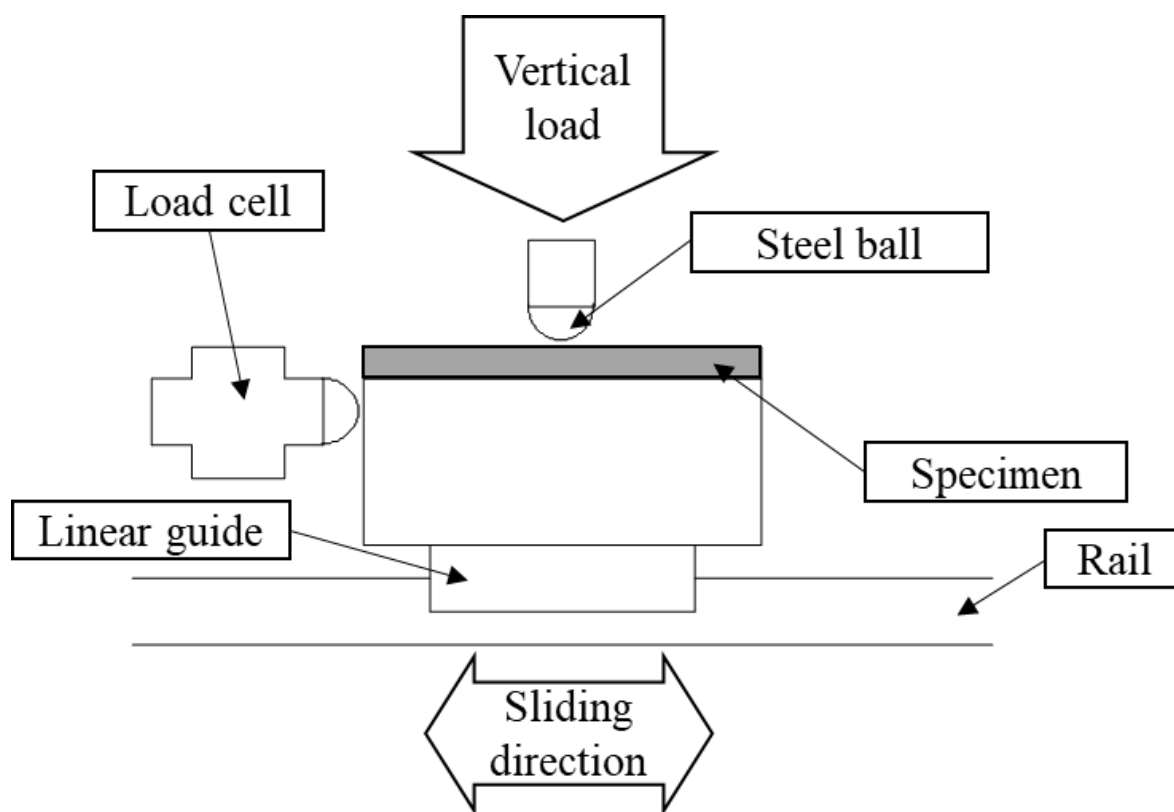 Vertical
load
Load cell
Steel ball
Specimen
Linear guide
Rail
Sliding
direction